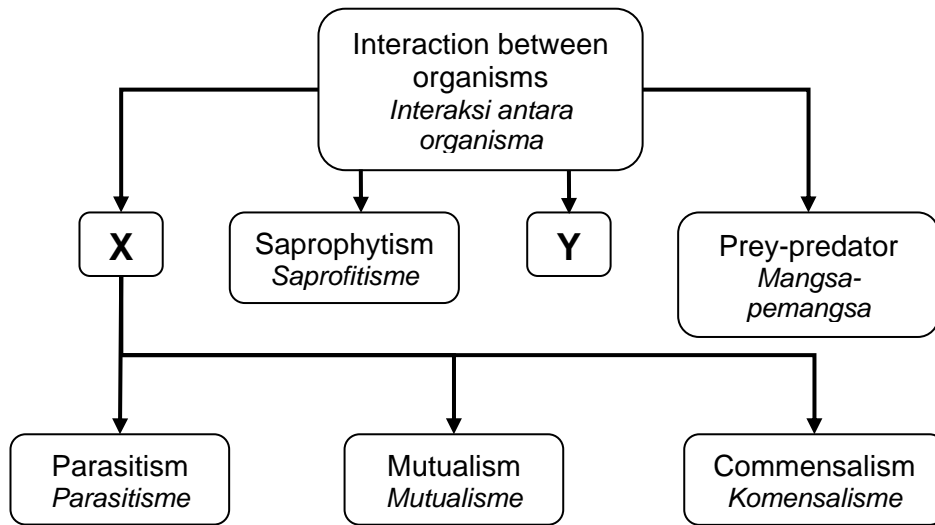 Interaction between
organisms
Interaksi antara
organisma
X
Saprophytism
Saprofitisme
Y
Prey-predator
Mangsa-
pemangsa
Parasitism
Parasitisme
Mutualism
Mutualisme
Commensalism
Komensalisme